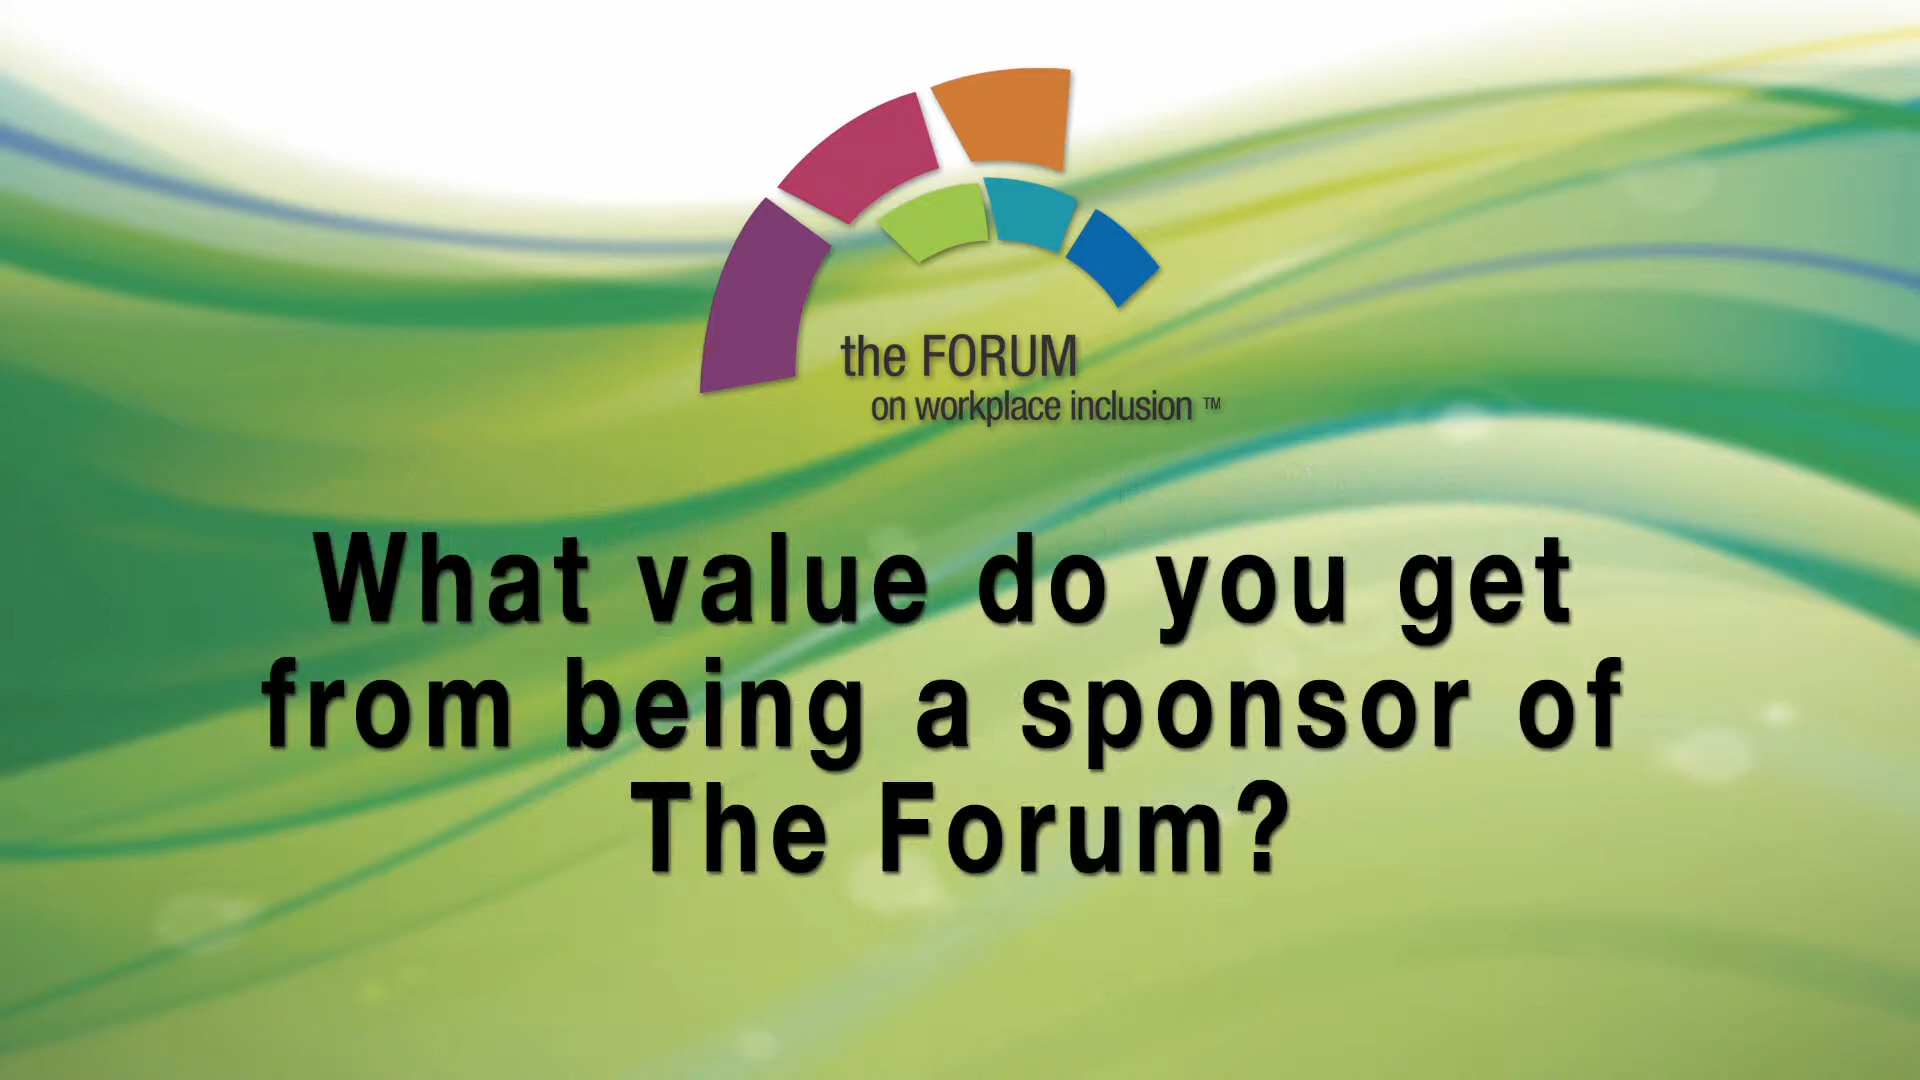 the FORUM
on workplace inclusion ™
What value do you get
from being a sponsor of
The Forum?